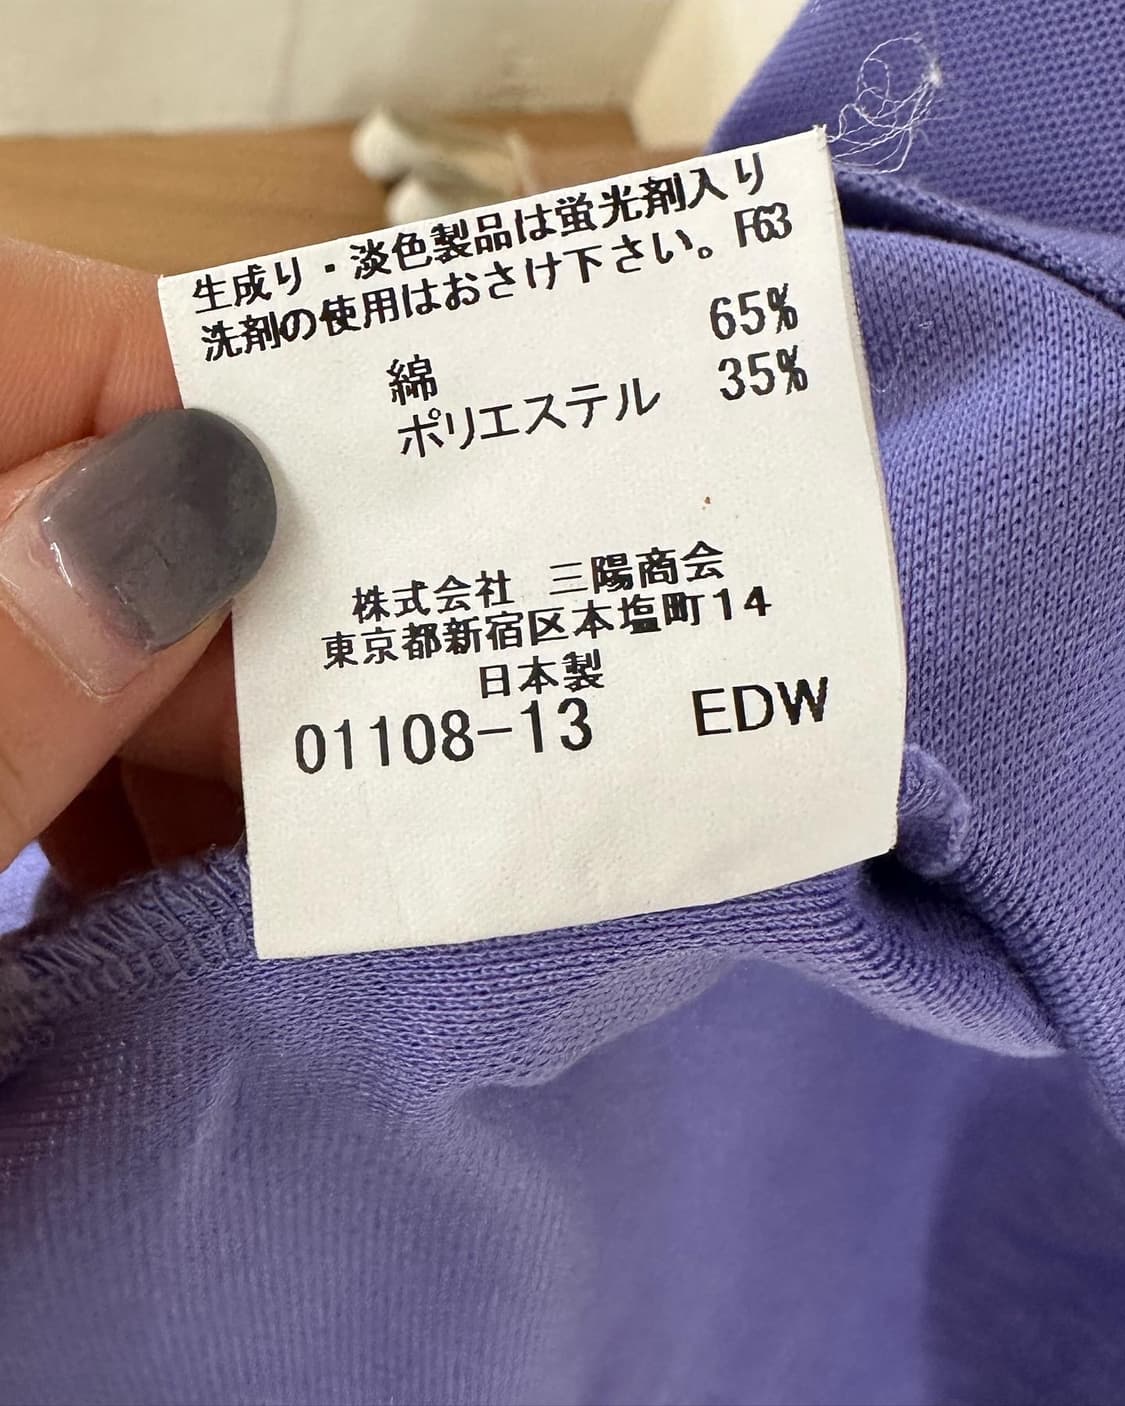 生成り・淡色製品は蛍光剤入り
洗剤の使用はおさけ下さい。F63
綿 65%
ポリエステル 35%
株式会社 三陽商会
東京都新宿区本塩町14
日本製
01108-13 EDW